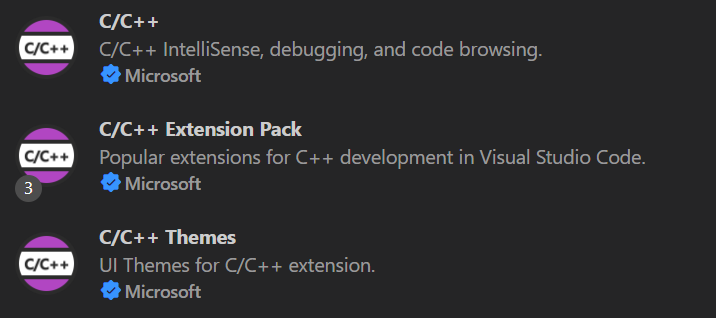 C/C++
C/C++
C/C++ IntelliSense, debugging, and code browsing.
Microsoft
C/C++ Extension Pack
C/C++
Popular extensions for C++ development in Visual Studio Code.
3
Microsoft
C/C++ Themes
C/C++
UI Themes for C/C++ extension.
Microsoft